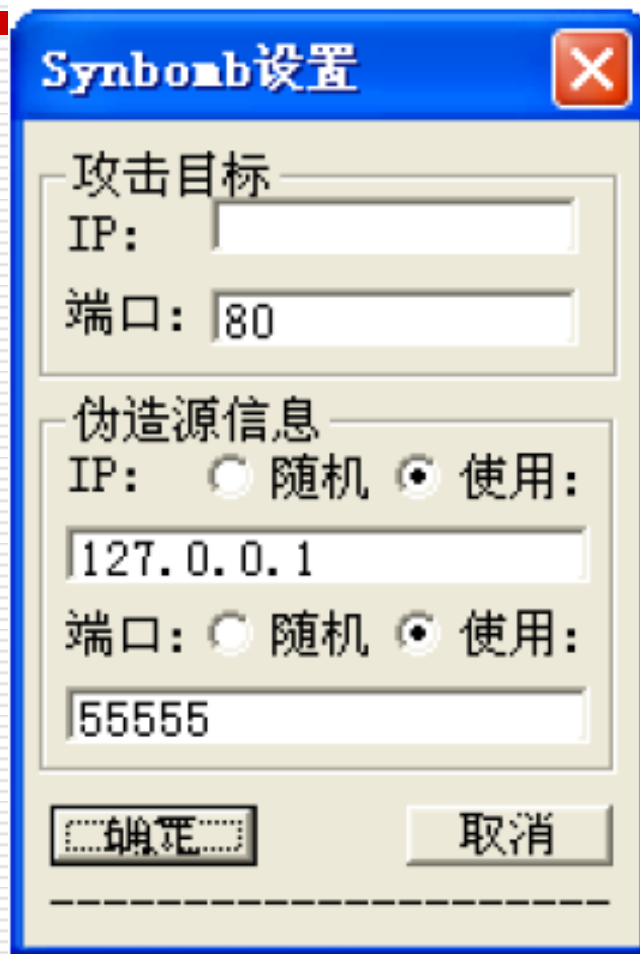 Synbomb设置
攻击目标
IP:
端口: 80
伪造源信息
IP: 随机 使用:
127.0.0.1
端口: 随机 使用:
55555
确定 取消